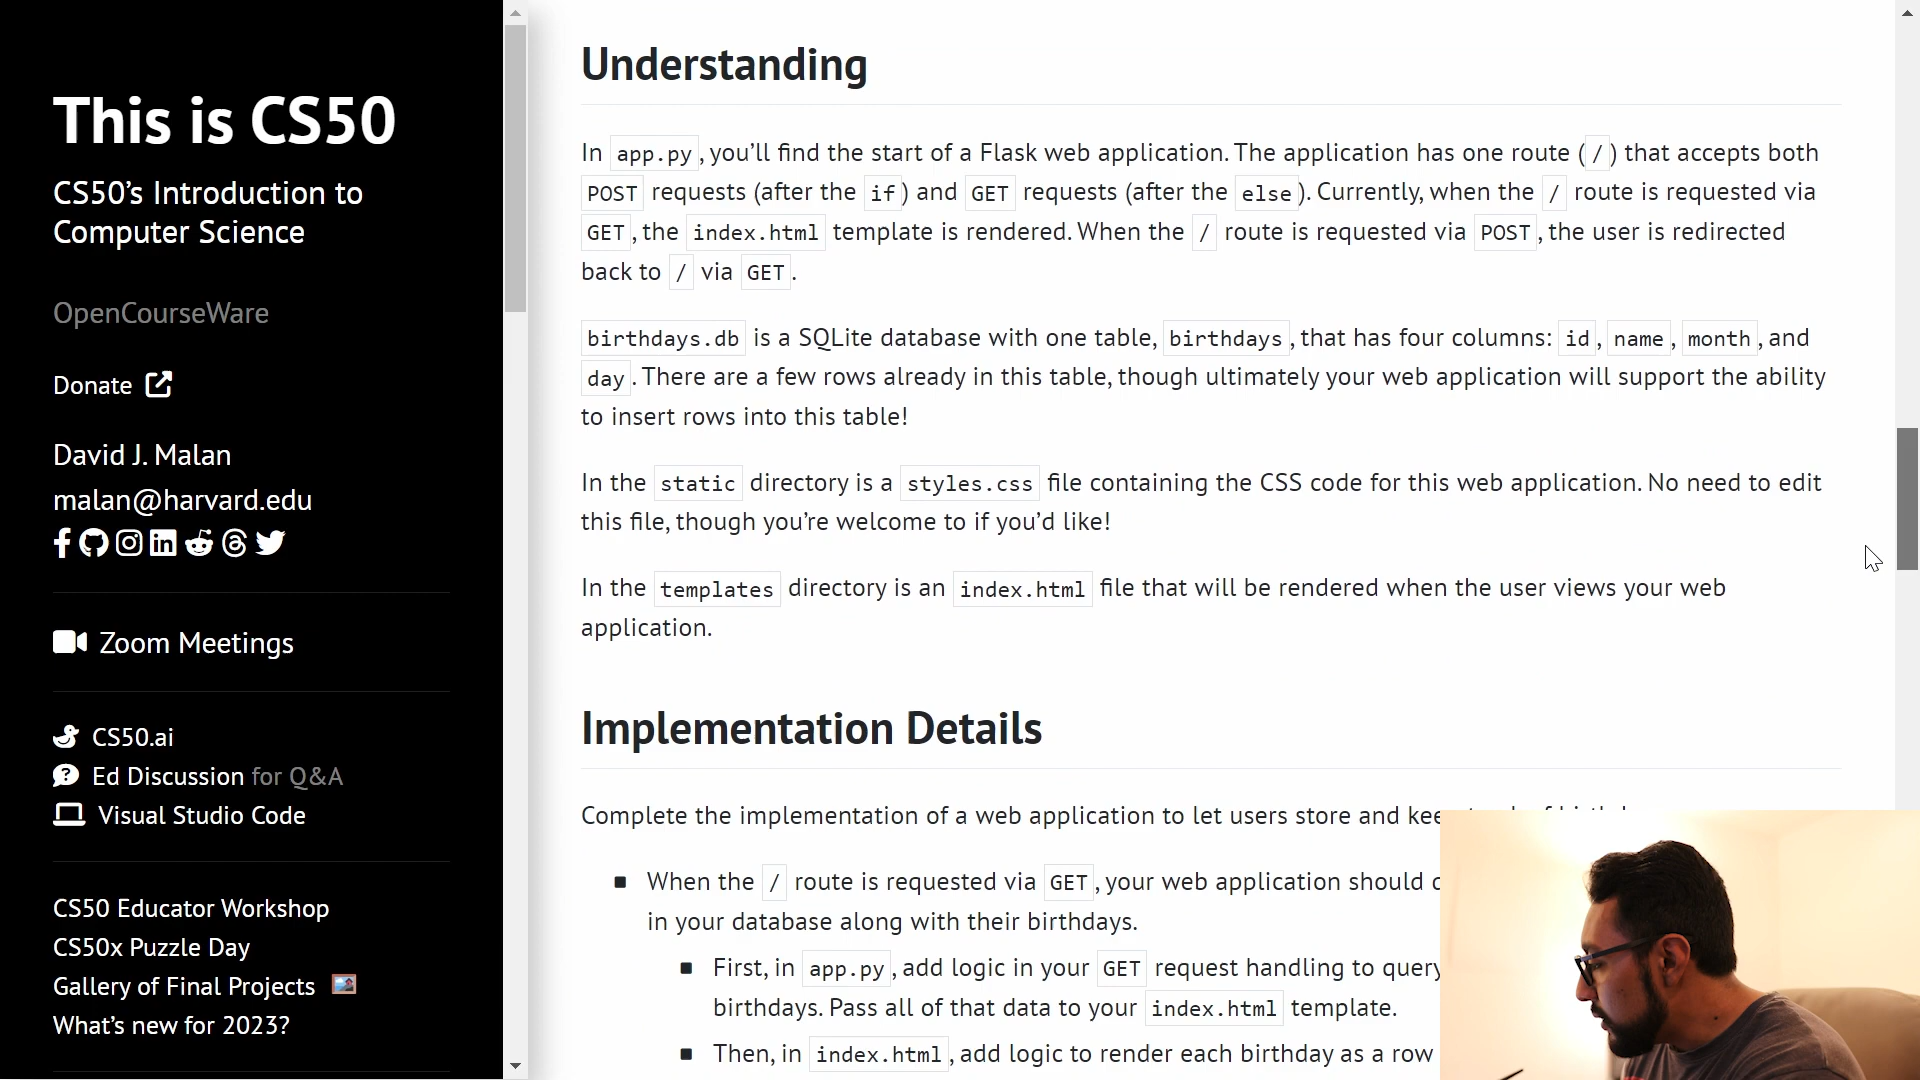 This is CS50
CS50’s Introduction to
Computer Science
OpenCourseWare
Donate
David J. Malan
malan@harvard.edu
Zoom Meetings
CS50.ai
Ed Discussion for Q&A
Visual Studio Code
CS50 Educator Workshop
CS50x Puzzle Day
Gallery of Final Projects
What’s new for 2023?
Understanding
In app.py, you’ll find the start of a Flask web application. The application has one route (/) that accepts both
POST requests (after the if) and GET requests (after the else). Currently, when the / route is requested via
GET, the index.html template is rendered. When the / route is requested via POST, the user is redirected
back to / via GET.
birthdays.db is a SQLite database with one table, birthdays, that has four columns: id, name, month, and
day. There are a few rows already in this table, though ultimately your web application will support the ability
to insert rows into this table!
In the static directory is a styles.css file containing the CSS code for this web application. No need to edit
this file, though you’re welcome to if you’d like!
In the templates directory is an index.html file that will be rendered when the user views your web
application.
Implementation Details
Complete the implementation of a web application to let users store and
When the / route is requested via GET, your web application should
in your database along with their birthdays.
First, in app.py, add logic in your GET request handling to query
birthdays. Pass all of that data to your index.html template.
Then, in index.html, add logic to render each birthday as a row